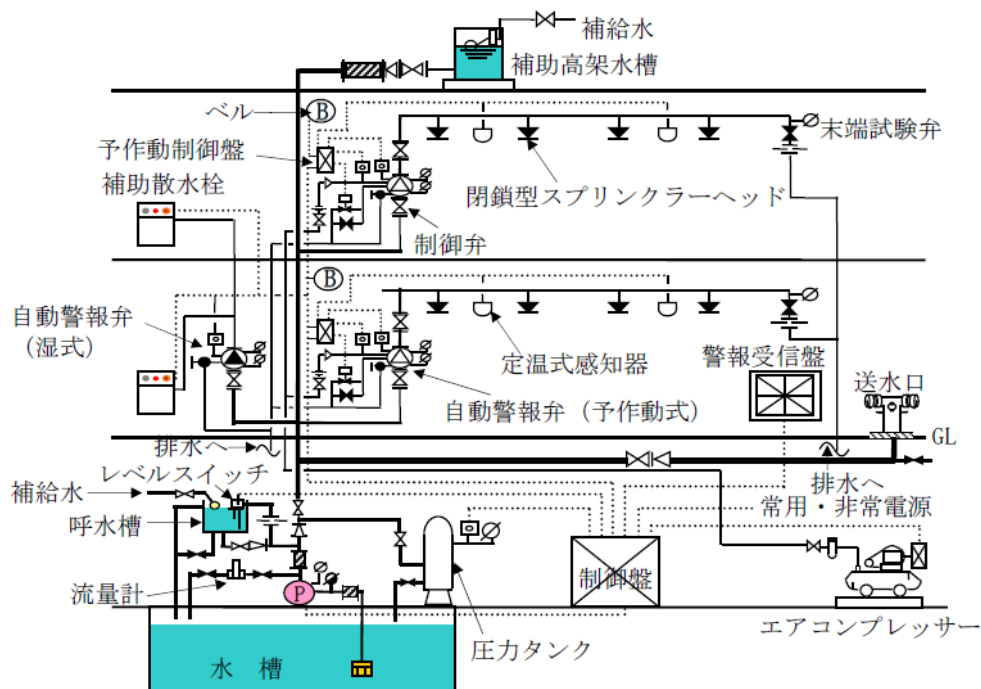 補給水
補助高架水槽
ベル
B
予作動制御盤
補助散水栓
末端試験弁
閉鎖型スプリンクラーヘッド
制御弁
B
自動警報弁
(湿式)
定温式感知器
警報受信盤
送水口
自動警報弁（予作動式）
GL
排水へ
レベルスイッチ
補給水
排水へ
常用・非常電源
呼水槽
制御盤
流量計
P
エアコンプレッサー
圧力タンク
水 槽